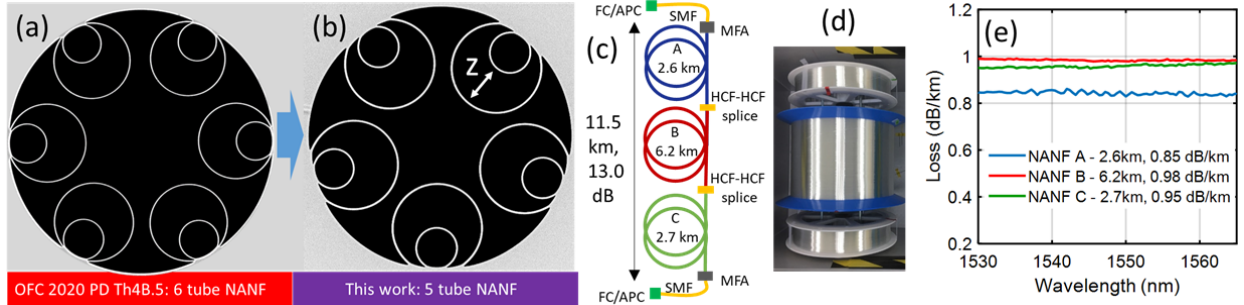 (a)
OFC 2020 PD Th4B.5: 6 tube NANF
(b)
Z
This work: 5 tube NANF
(c)
FC/APC
SMF
MFA
A
2.6 km
HCF-HCF
splice
11.5
km,
13.0
dB
B
6.2 km
HCF-HCF
splice
C
2.7 km
MFA
SMF
FC/APC
(d)
(e)
Loss (dB/km)
1.2
1
0.8
0.6
0.4
0.2
NANF A - 2.6km, 0.85 dB/km
NANF B - 6.2km, 0.98 dB/km
NANF C - 2.7km, 0.95 dB/km
1530
1540
1550
1560
Wavelength (nm)